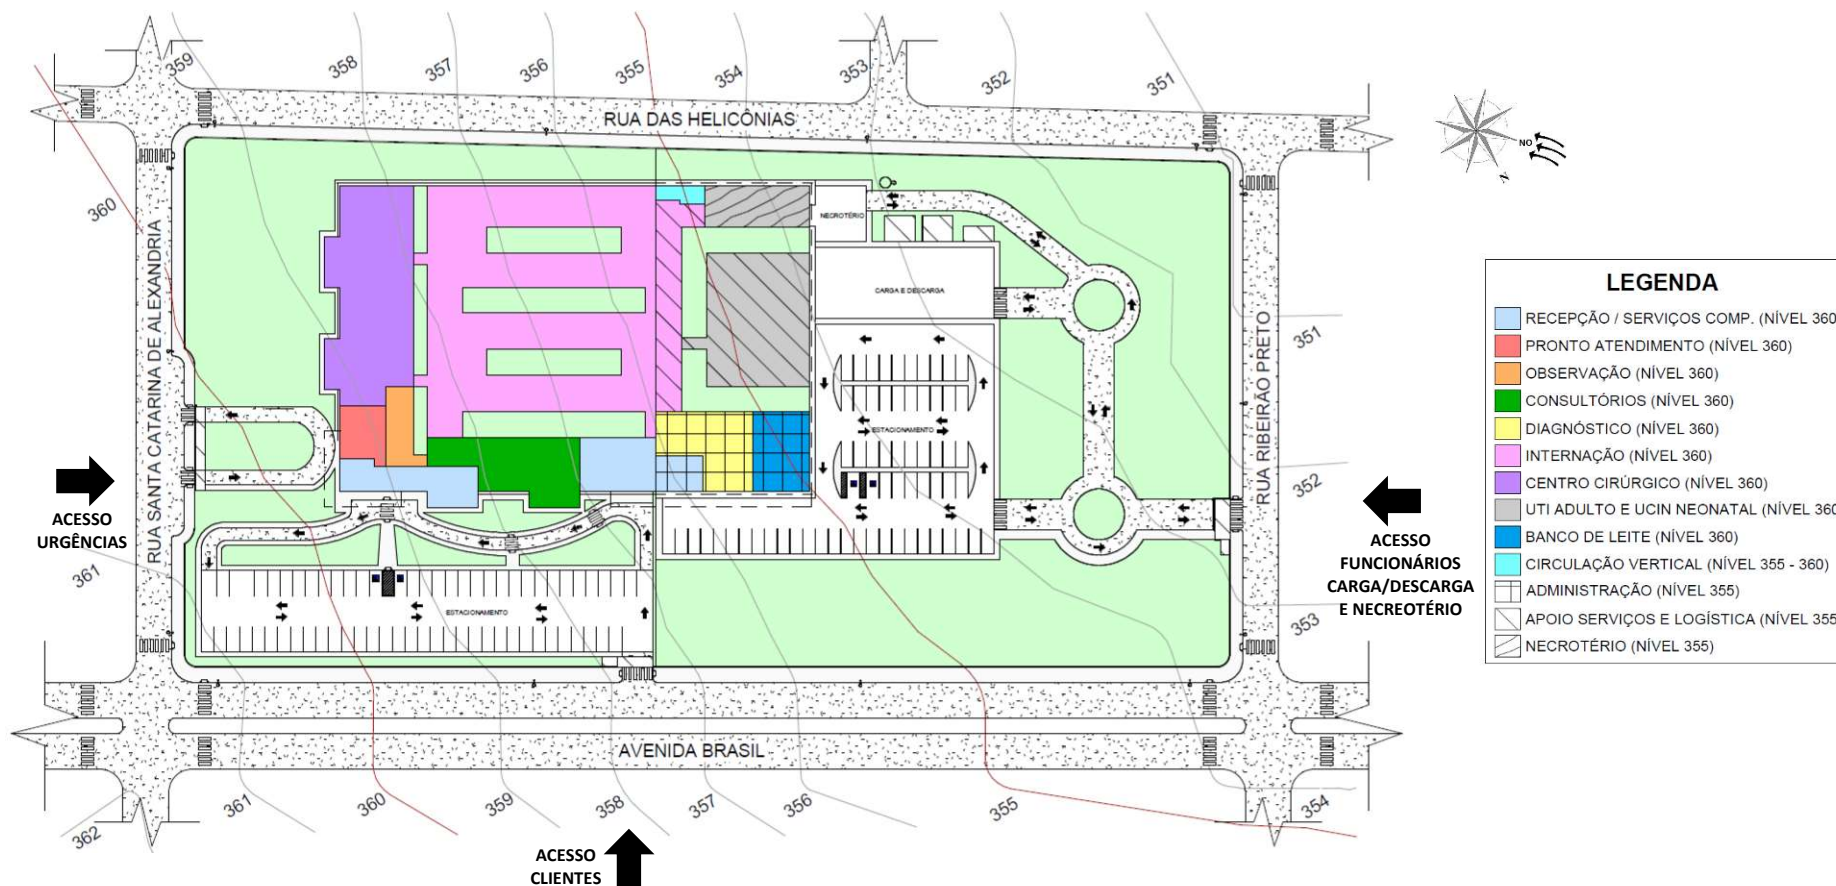 359
358
357
356
355
354
353
352
351
RUA DAS HELICÔNIAS
NO
N
360
RUA SANTA CATARINA DE ALEXANDRIA
NECROTÉRIO
CARGA E DESCARGA
ESTACIONAMENTO
RUA RIBEIRÃO PRETO
351
352
353
ACESSO
URGÊNCIAS
361
ESTACIONAMENTO
ACESSO
FUNCIONÁRIOS
CARGA/DESCARGA
E NECREOTÉRIO
LEGENDA
RECEPÇÃO / SERVIÇOS COMP. (NÍVEL 360
PRONTO ATENDIMENTO (NÍVEL 360)
OBSERVAÇÃO (NÍVEL 360)
CONSULTÓRIOS (NÍVEL 360)
DIAGNÓSTICO (NÍVEL 360)
INTERNAÇÃO (NÍVEL 360)
CENTRO CIRÚRGICO (NÍVEL 360)
UTI ADULTO E UCIN NEONATAL (NÍVEL 360
BANCO DE LEITE (NÍVEL 360)
CIRCULAÇÃO VERTICAL (NÍVEL 355 - 360)
ADMINISTRAÇÃO (NÍVEL 355)
APOIO SERVIÇOS E LOGÍSTICA (NÍVEL 355
NECROTÉRIO (NÍVEL 355)
AVENIDA BRASIL
362
361
360
359
358
357
356
355
354
ACESSO
CLIENTES